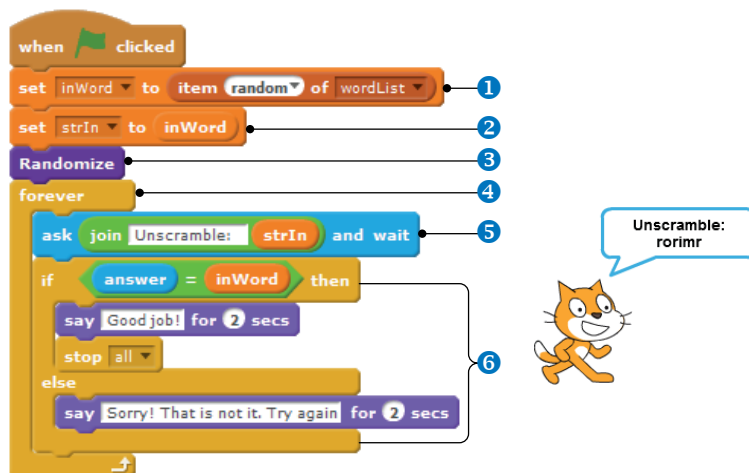 when clicked
set inWord to item random of wordList 1
set strIn to inWord 2
Randomize 3
forever 4
ask join Unscramble: strIn and wait 5
if answer = inWord then
say Good job! for 2 secs
stop all
6
else
say Sorry! That is not it. Try again for 2 secs
Unscramble:
rorimr